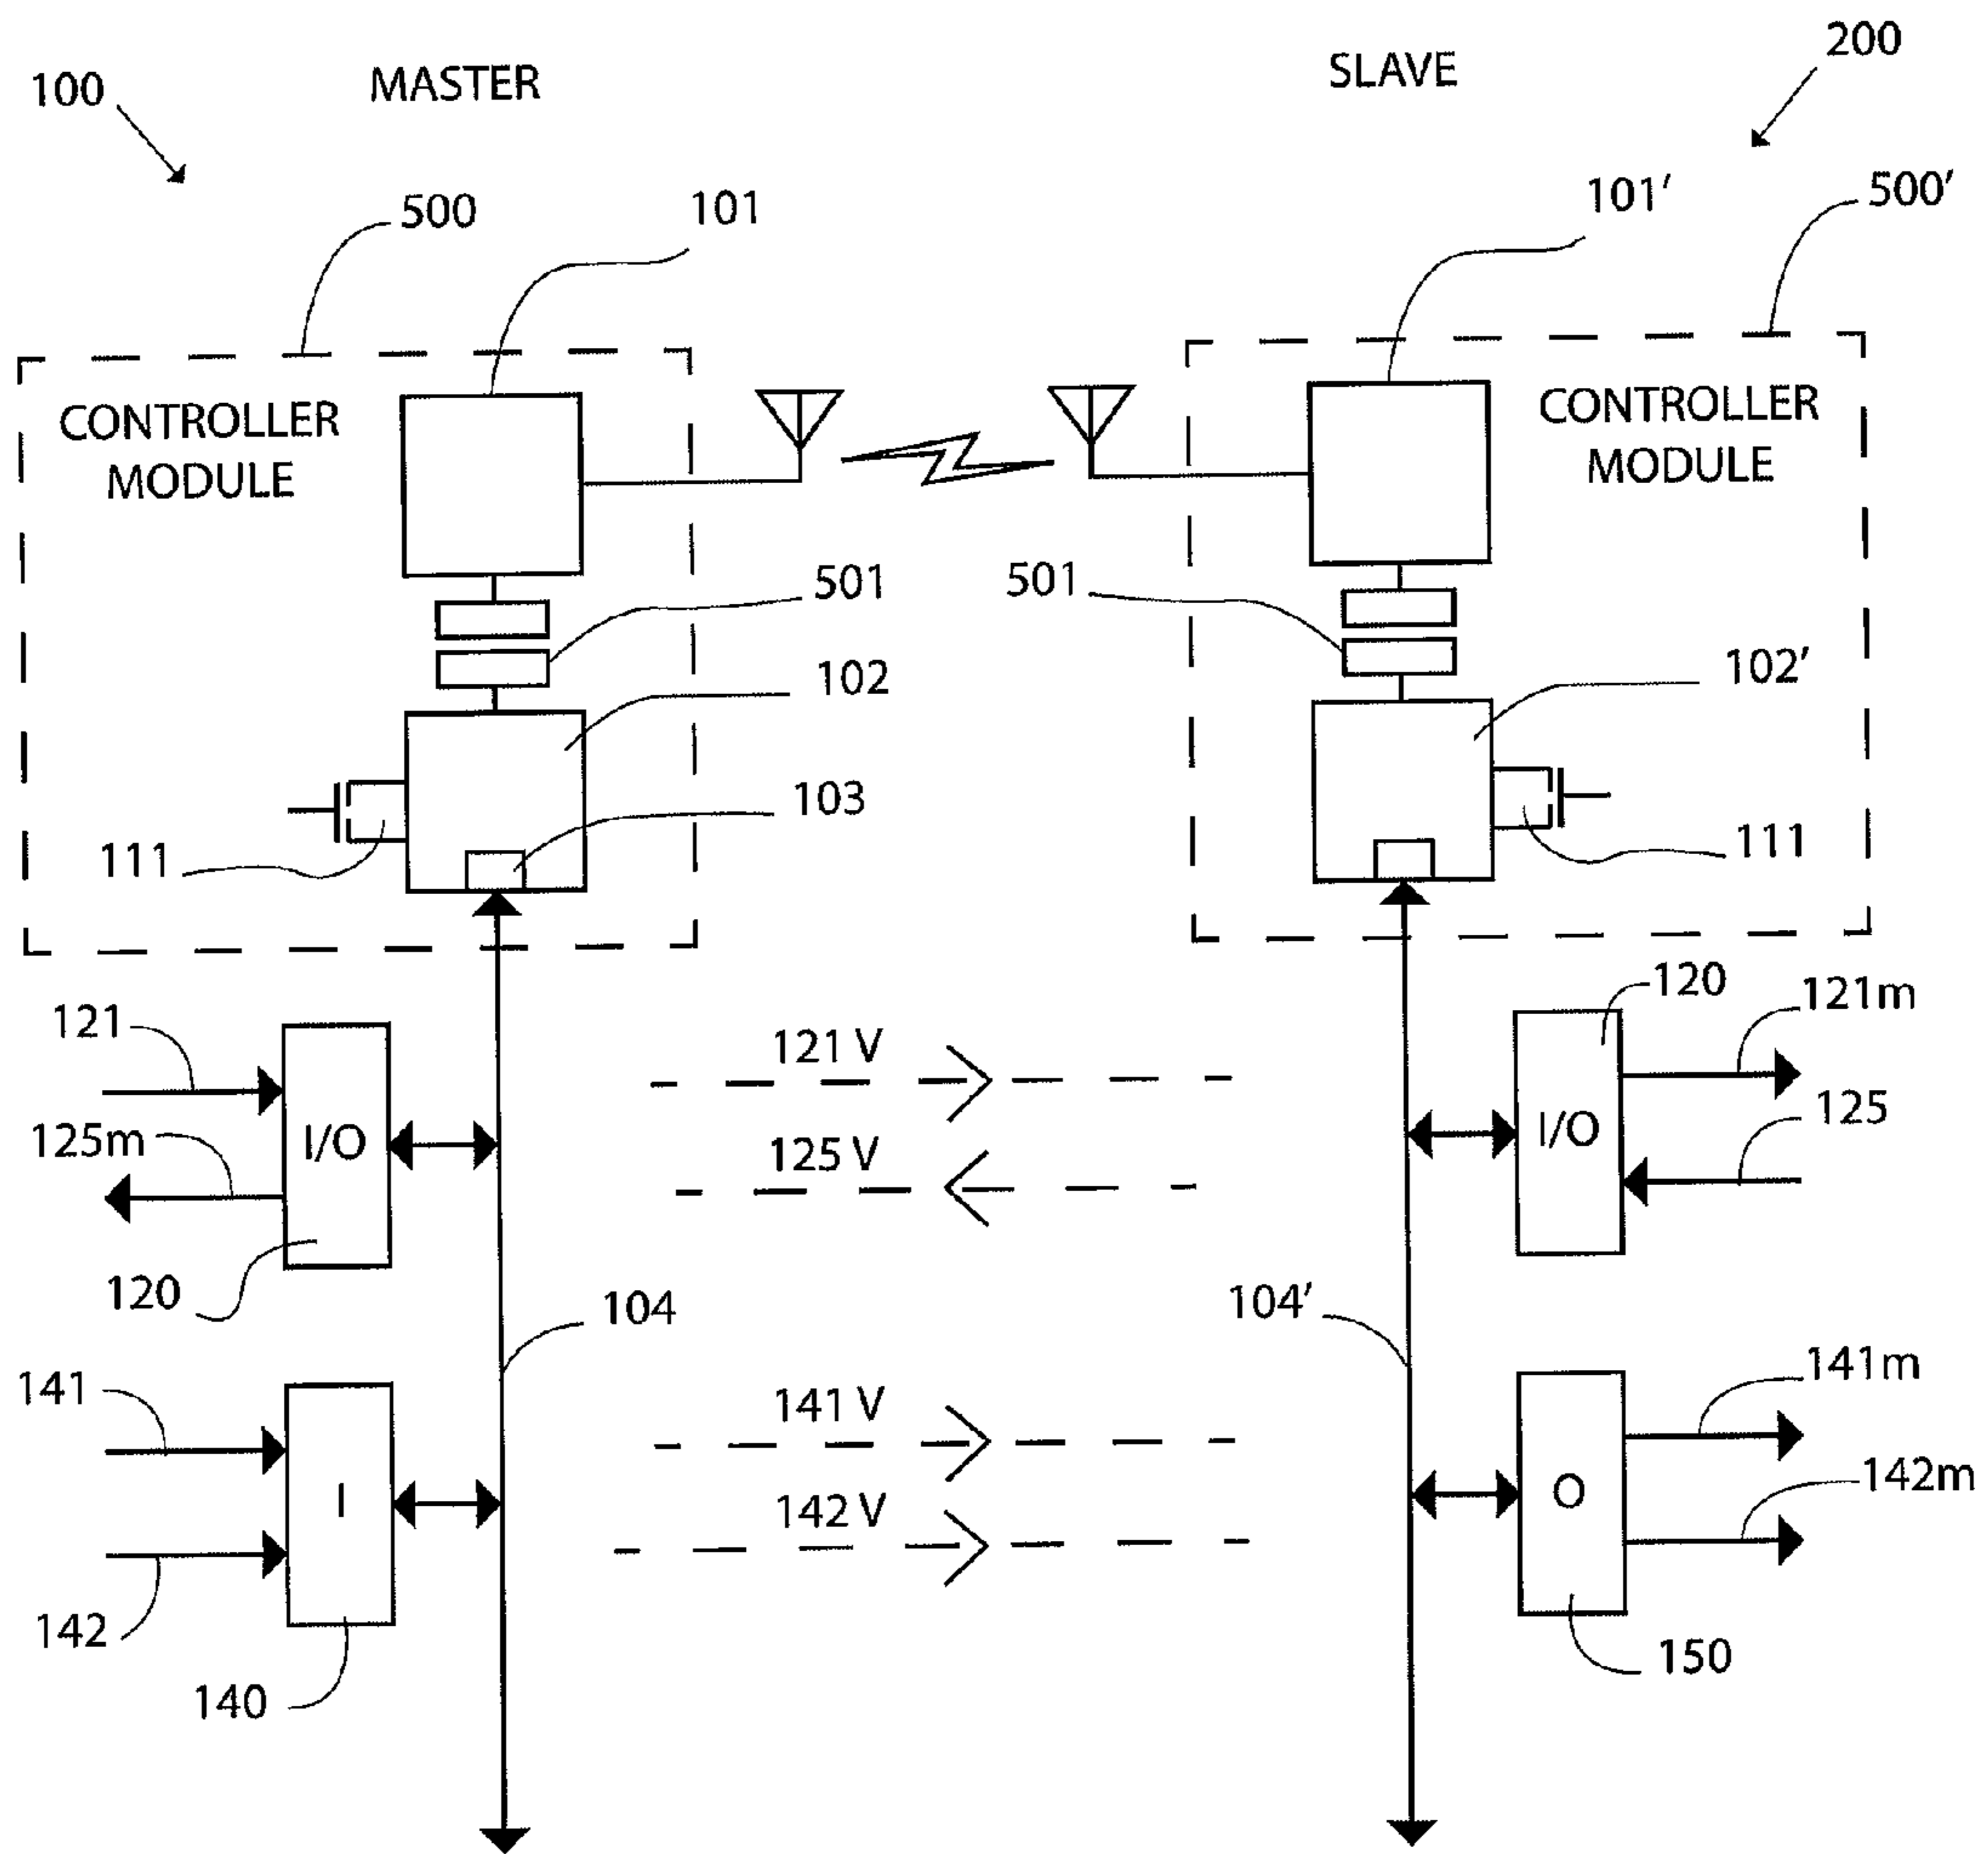 100
MASTER
SLAVE
200
500
101
101′
500′
CONTROLLER
MODULE
CONTROLLER
MODULE
501
501
102
102′
103
111
111
121
121 V
120
121m
125m
I/O
125 V
I/O
125
120
104
104′
141
141 V
141m
I
142 V
O
142m
142
140
150